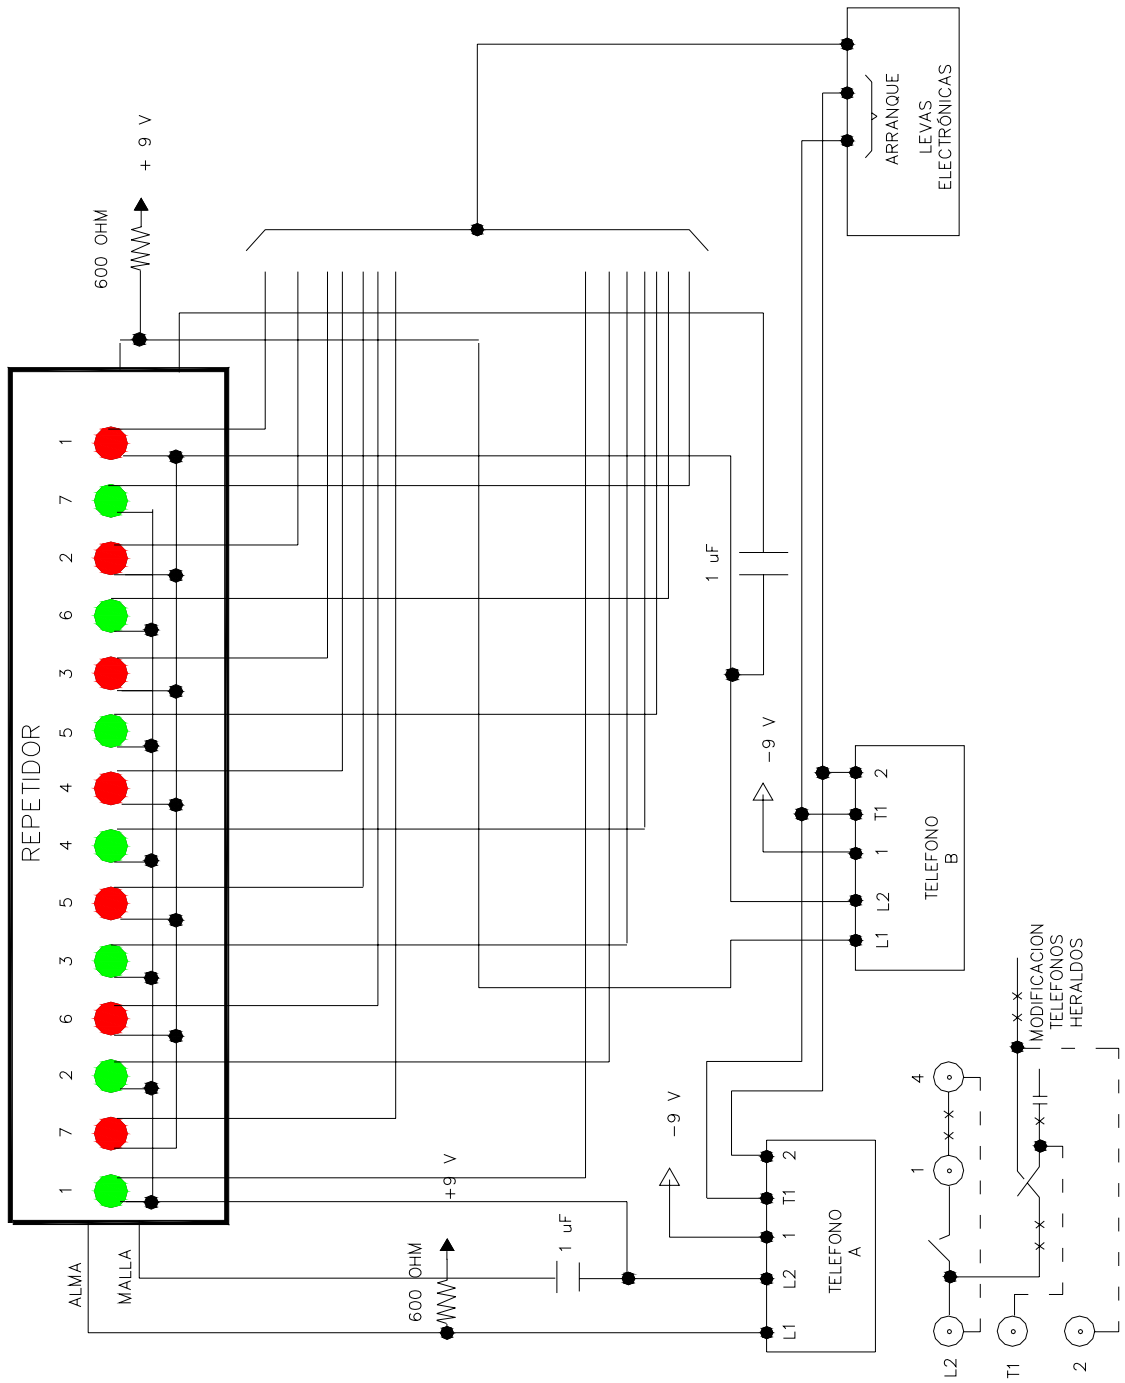 REPETIDOR
1
7
2
6
3
5
4
4
5
3
6
2
7
1
600 OHM
+ 9 V
ARRANQUE
LEVAS
ELECTRÓNICAS
1 uF
-9 V
2
T1
1
L2
L1
TELEFONO
B
ALMA
MALLA
600 OHM
+9 V
1 uF
-9 V
2
T1
1
L2
L1
TELEFONO
A
MODIFICACION
TELEFONOS
HERALDOS
4
1
L2
T1
2